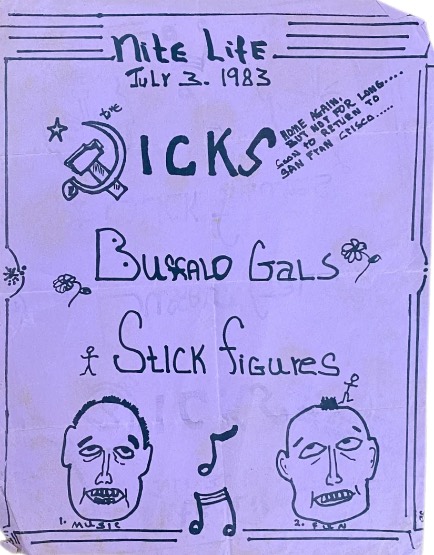 Nite Life
July 3. 1983
the
DICKS
HOME AGAIN,
BUT NOT FOR LONG....
SOON TO RETURN TO
SAN FRAN CRISCO.....
Buffalo Gals
Stick figures
1. MUSIC
2. FUN